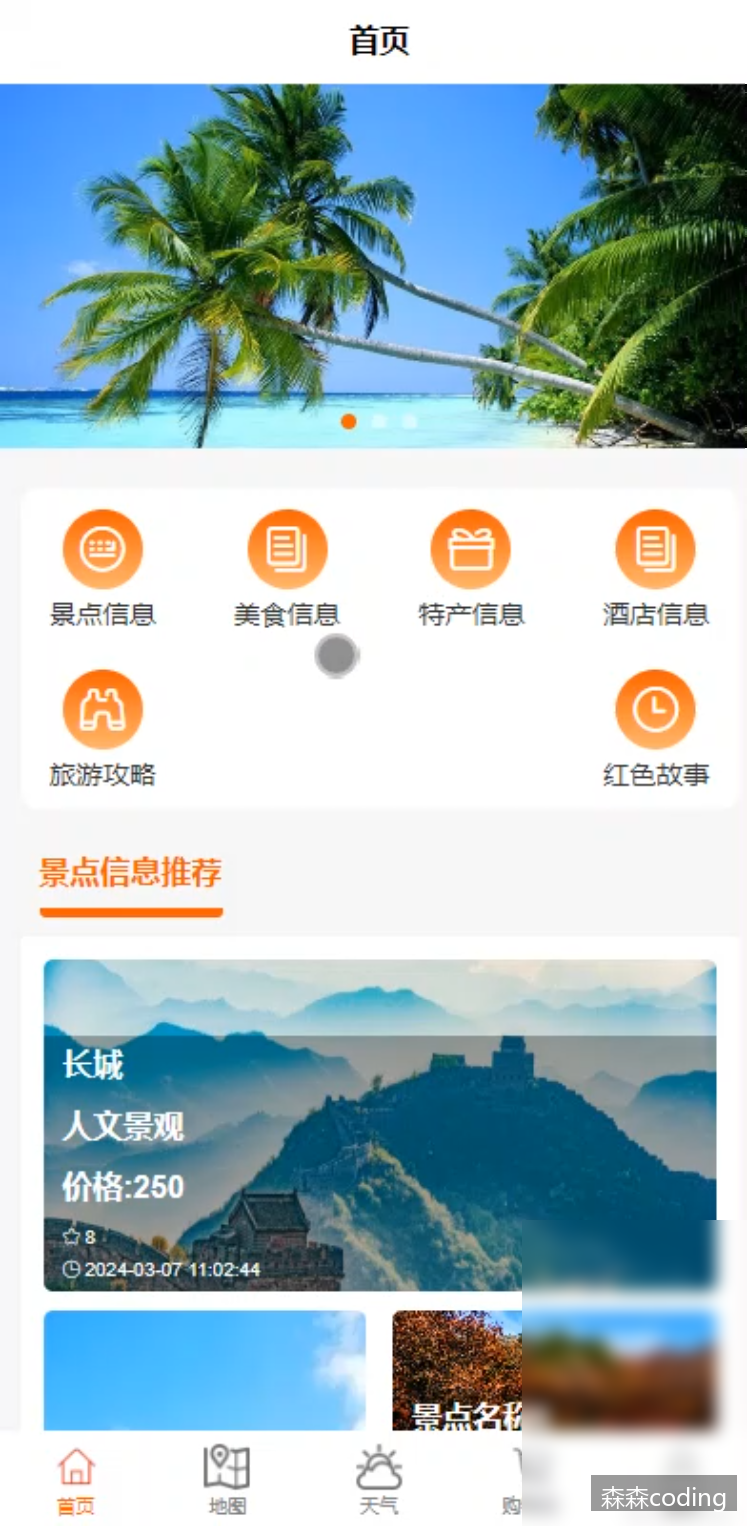 首页
景点信息 美食信息 特产信息 酒店信息
旅游攻略 红色故事
景点信息推荐
长城
人文景观
价格:250
8
2024-03-07 11:02:44
景点名称
首页 地图 天气 购
森森coding